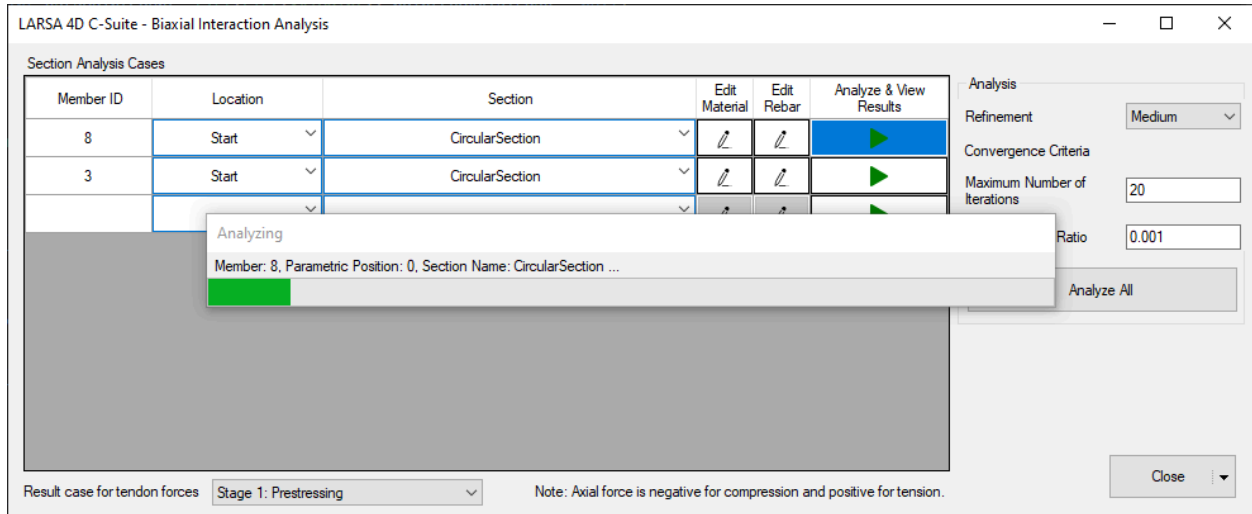 LARSA 4D C-Suite - Biaxial Interaction Analysis
Section Analysis Cases
Member ID Location Section Edit Material Edit Rebar Analyze & View Results
8 Start CircularSection
3 Start CircularSection
Analyzing
Member: 8, Parametric Position: 0, Section Name: CircularSection ...
Analysis
Refinement Medium
Convergence Criteria
Maximum Number of
Iterations 20
Ratio 0.001
Analyze All
Result case for tendon forces Stage 1: Prestressing
Note: Axial force is negative for compression and positive for tension.
Close